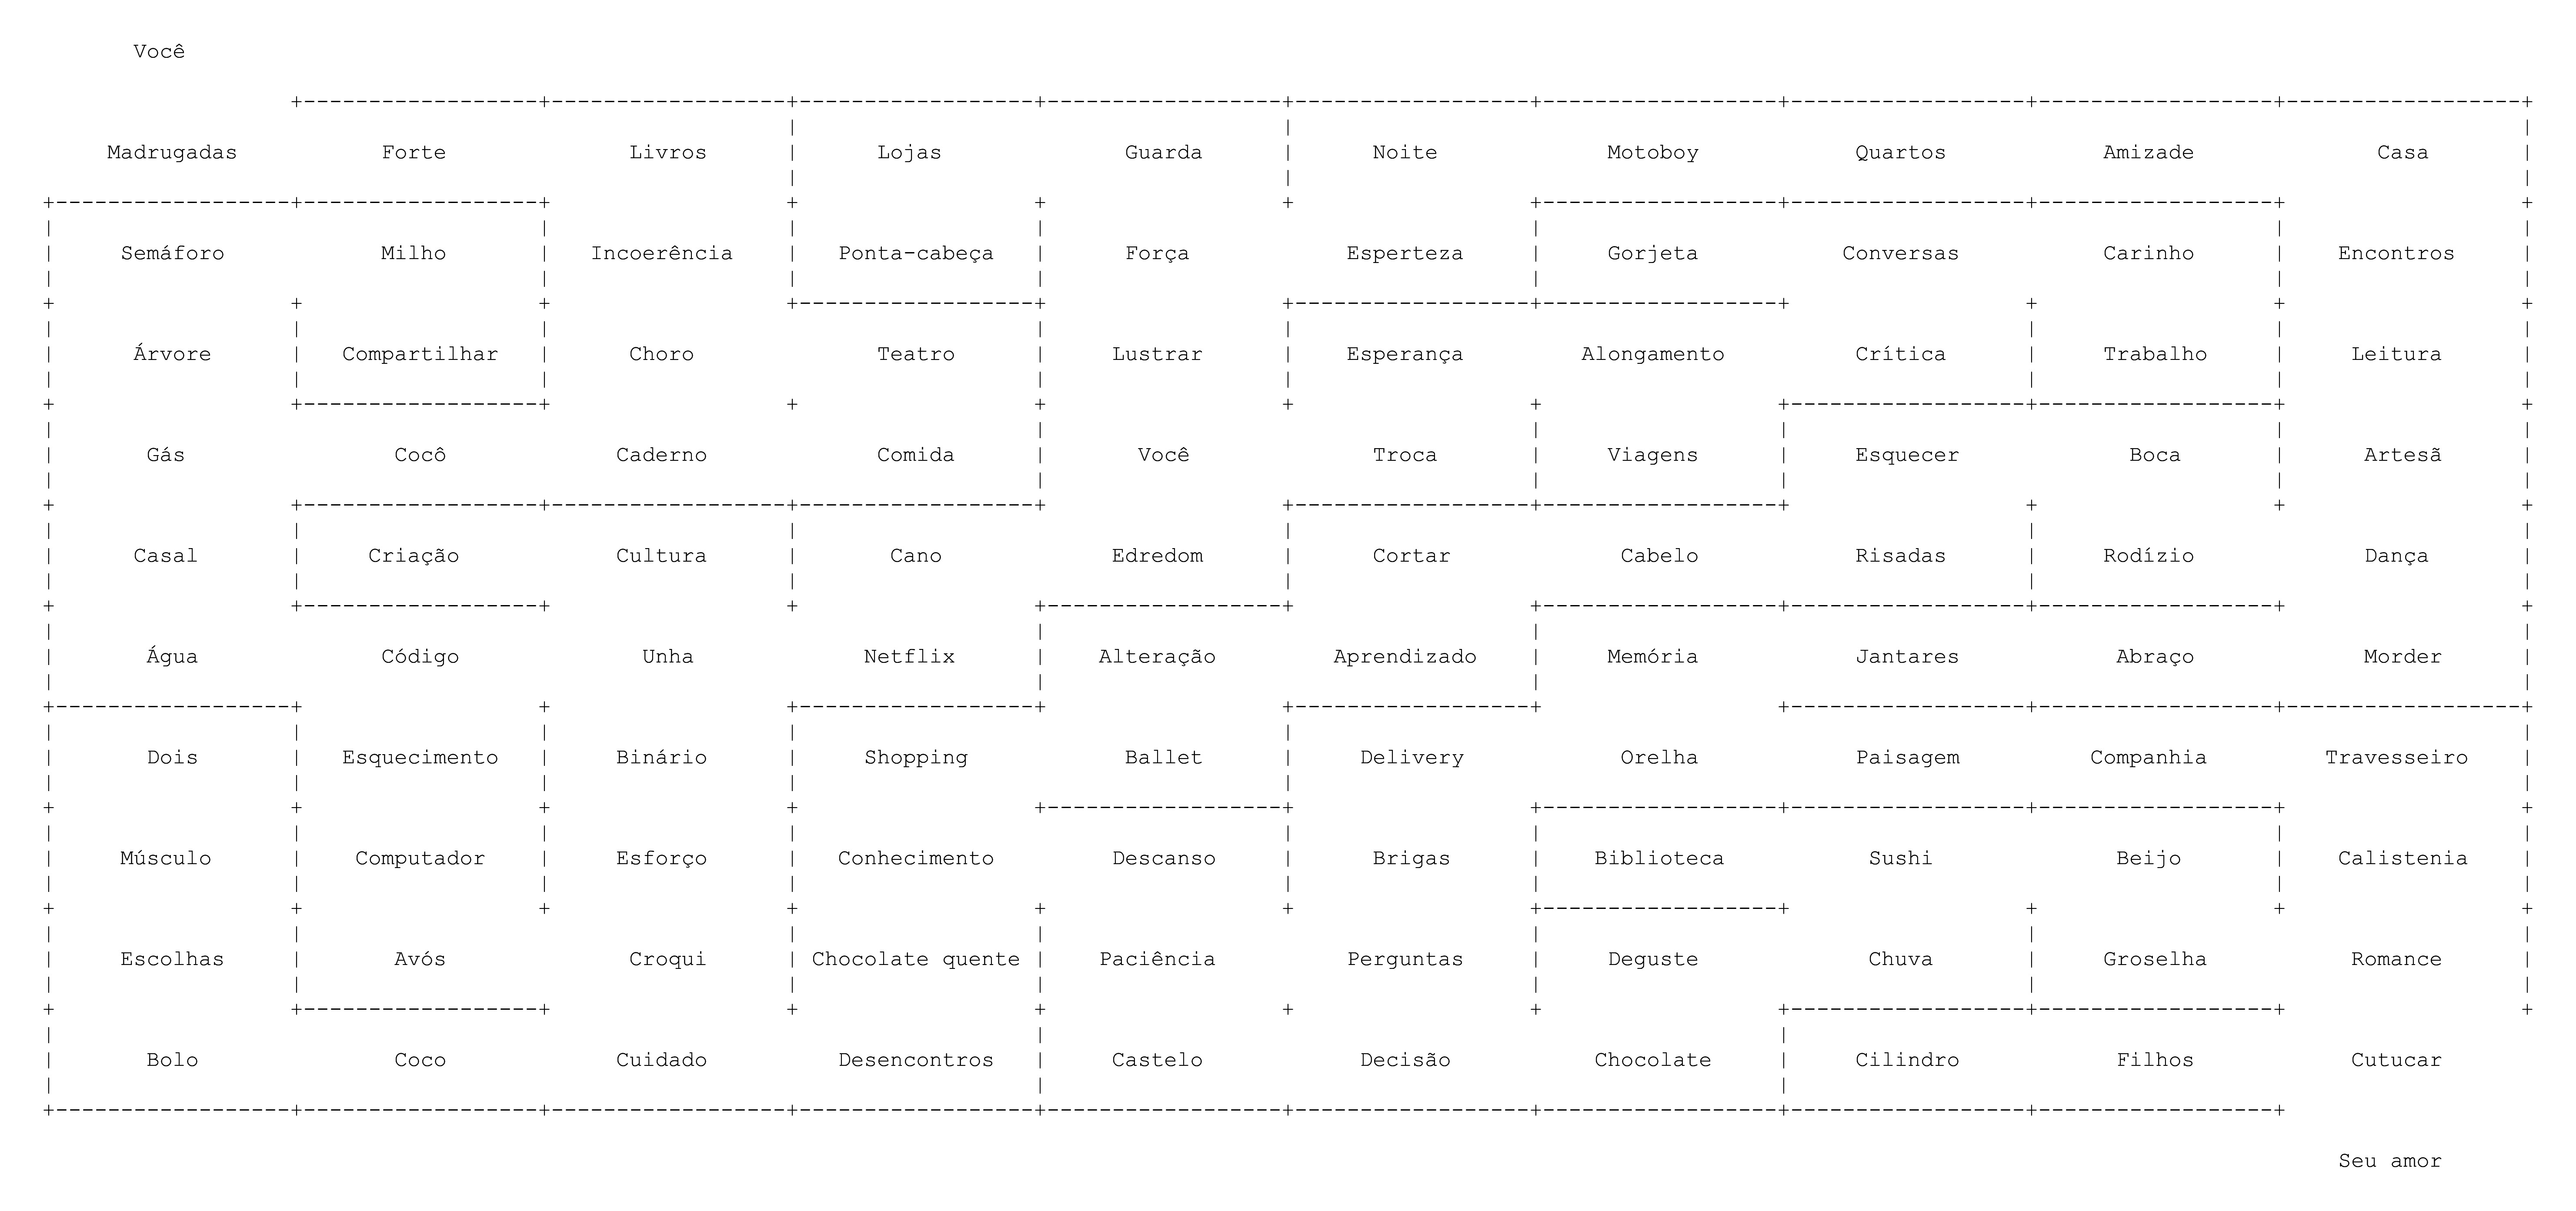 Você
Madrugadas Forte Livros Lojas Guarda Noite Motoboy Quartos Amizade Casa
Semáforo Milho Incoerência Ponta-cabeça Força Esperteza Gorjeta Conversas Carinho Encontros
Árvore Compartilhar Choro Teatro Lustrar Esperança Alongamento Crítica Trabalho Leitura
Gás Cocô Caderno Comida Você Troca Viagens Esquecer Boca Artesã
Casal Criação Cultura Cano Edredom Cortar Cabelo Risadas Rodízio Dança
Água Código Unha Netflix Alteração Aprendizado Memória Jantares Abraço Morder
Dois Esquecimento Binário Shopping Ballet Delivery Orelha Paisagem Companhia Travesseiro
Músculo Computador Esforço Conhecimento Descanso Brigas Biblioteca Sushi Beijo Calistenia
Escolhas Avós Croqui Chocolate quente Paciência Perguntas Deguste Chuva Groselha Romance
Bolo Coco Cuidado Desencontros Castelo Decisão Chocolate Cilindro Filhos Cutucar
Seu amor